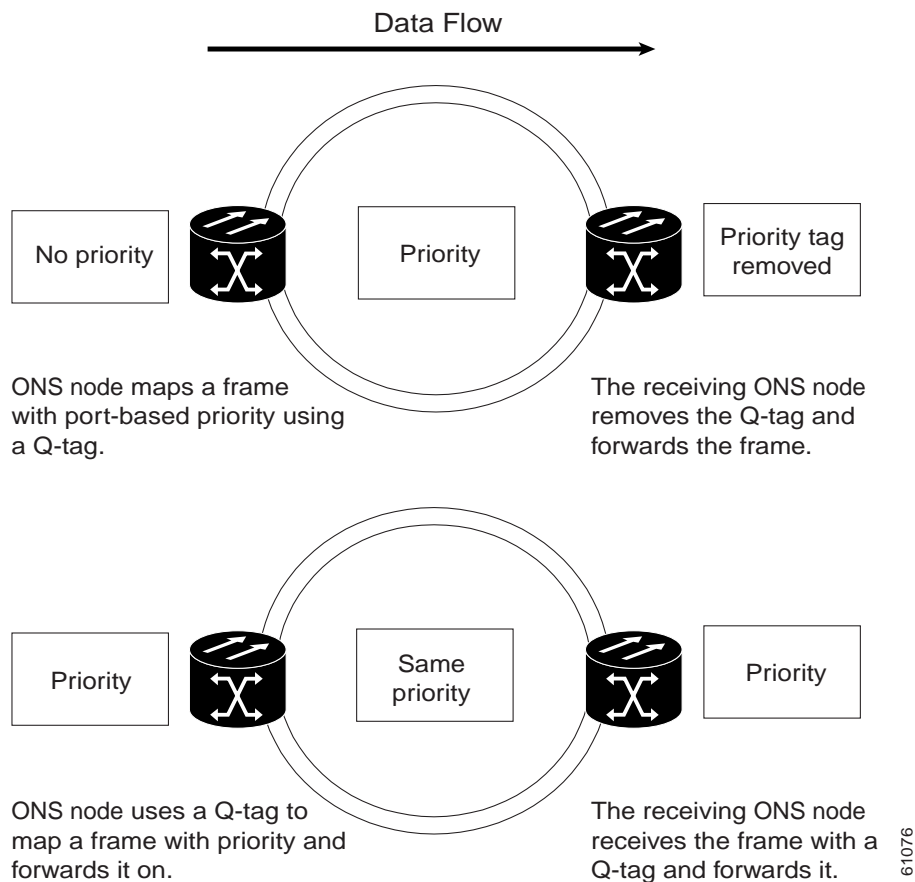 Data Flow
No priority
Priority
Priority tag
removed
ONS node maps a frame
with port-based priority using
a Q-tag.
The receiving ONS node
removes the Q-tag and
forwards the frame.
Priority
Same
priority
Priority
ONS node uses a Q-tag to
map a frame with priority and
forwards it on.
The receiving ONS node
receives the frame with a
Q-tag and forwards it.
61076